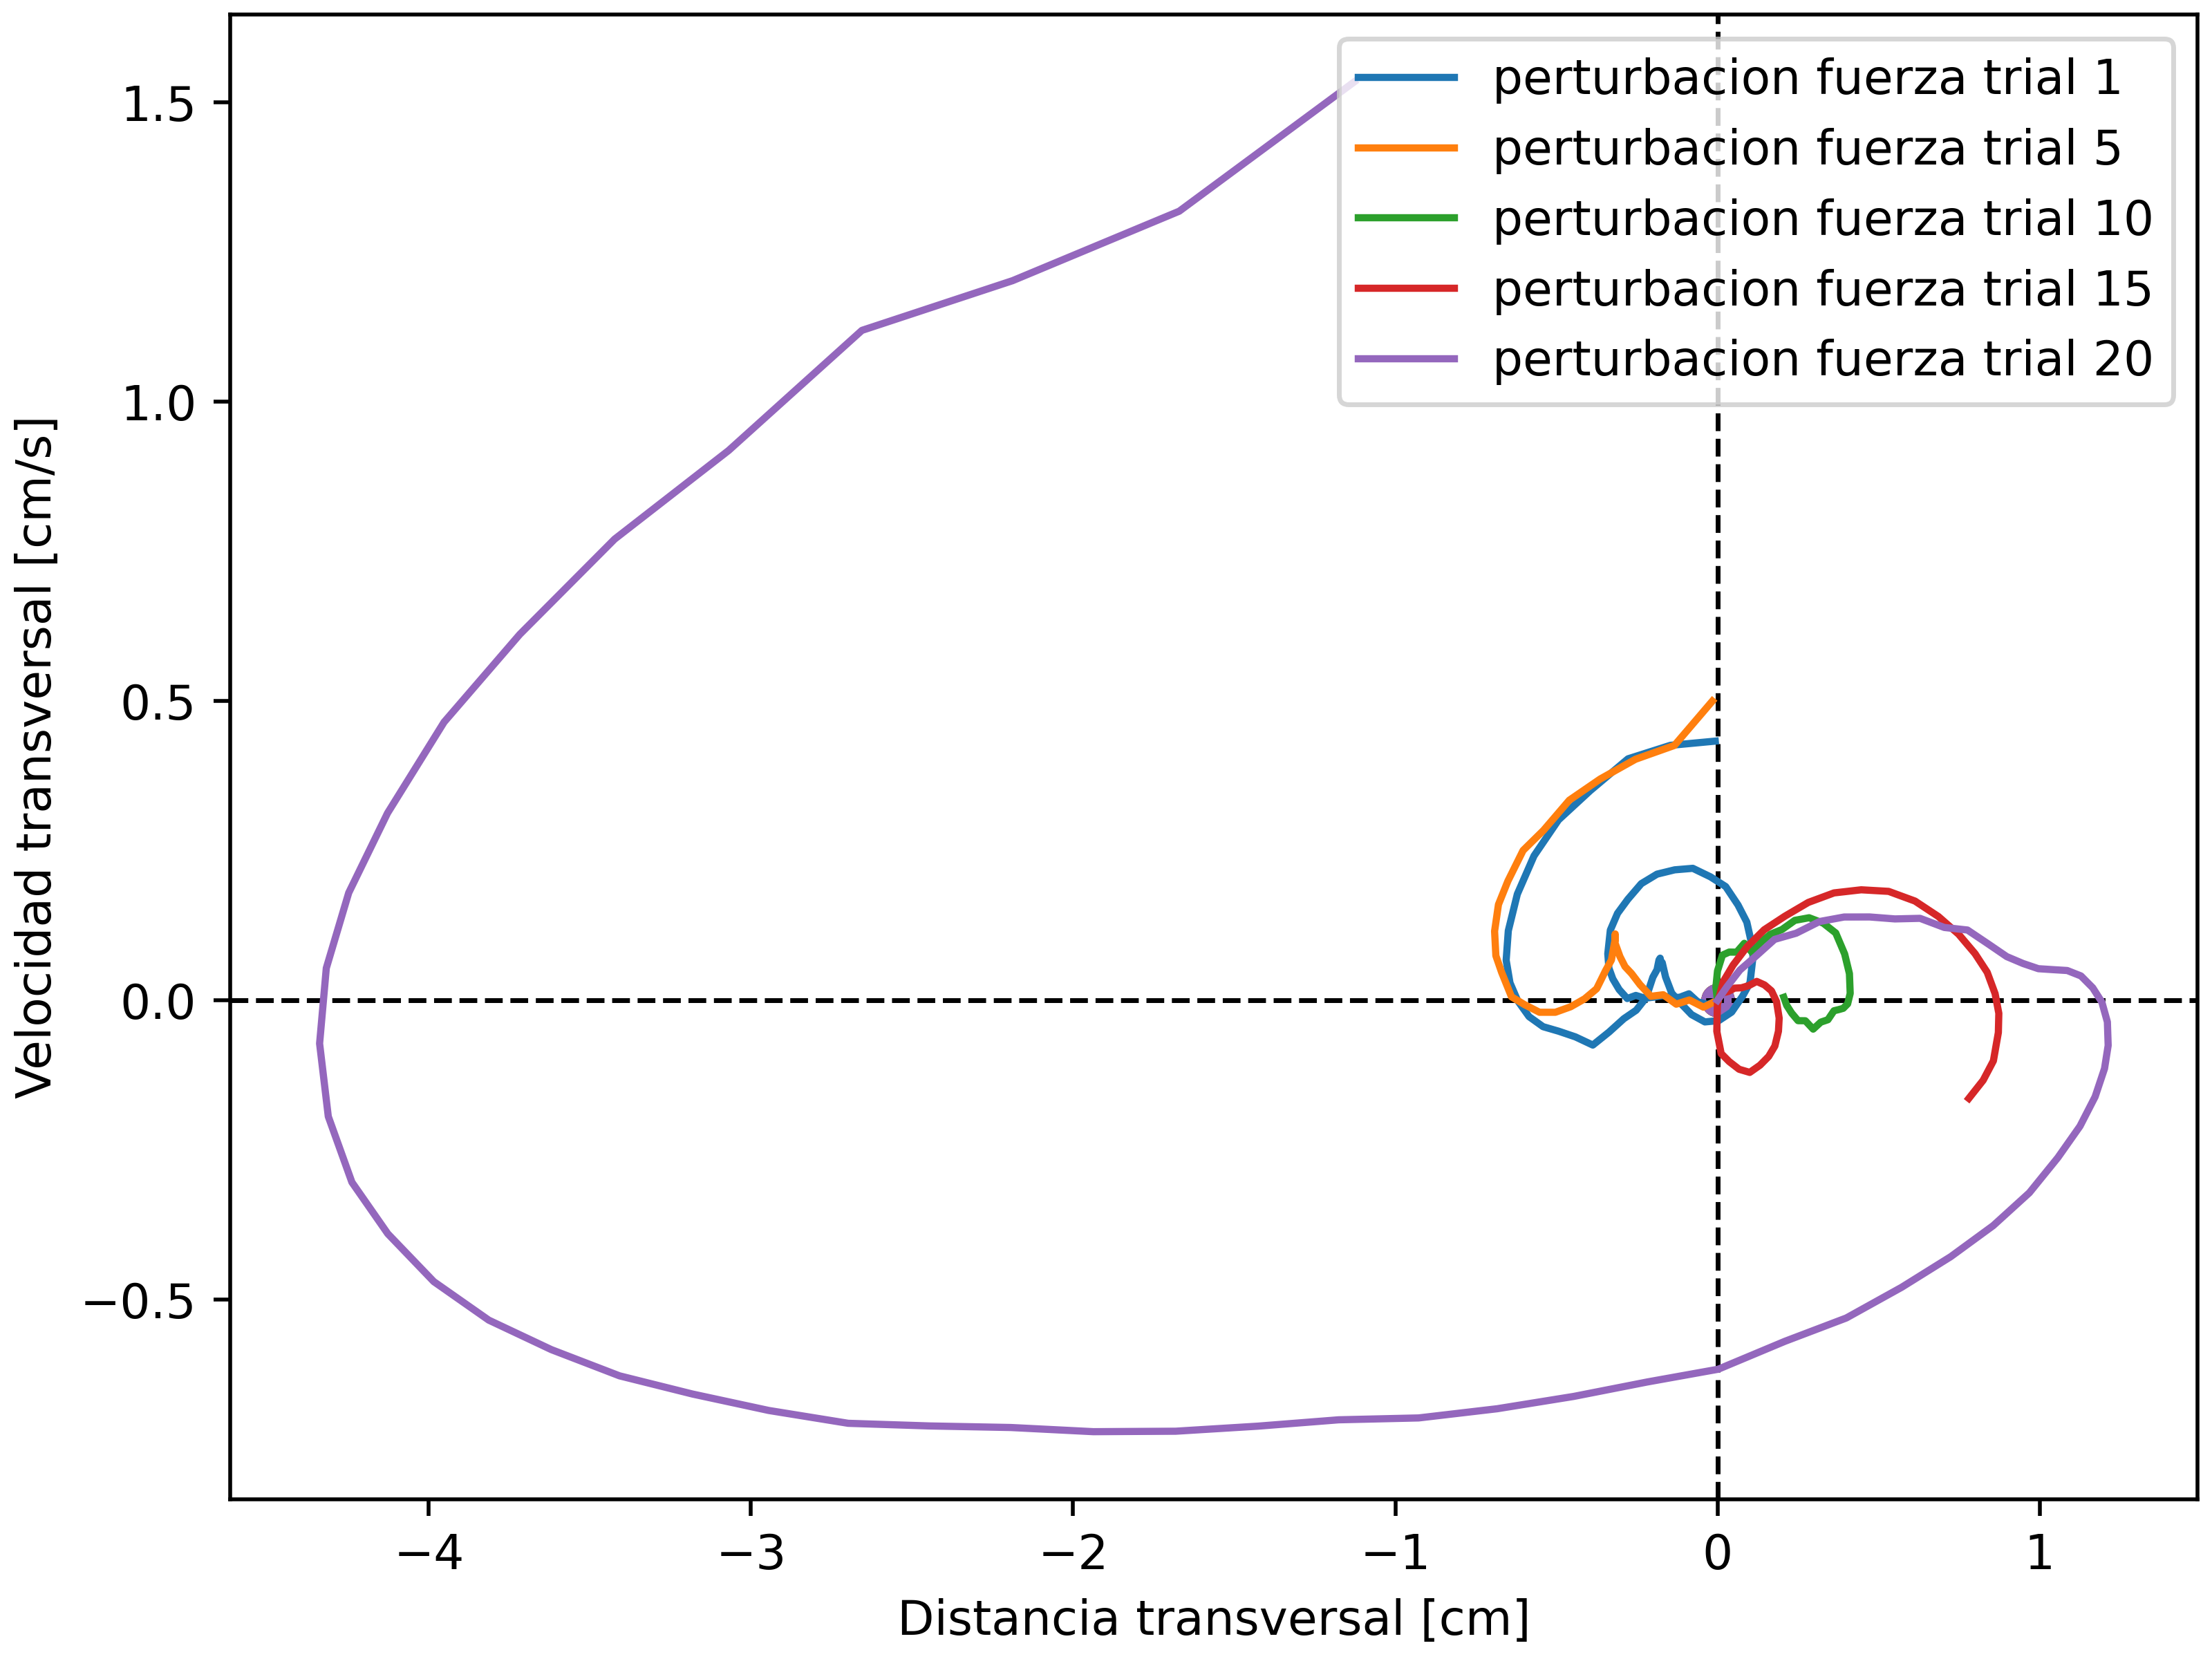 perturbacion fuerza trial 1
perturbacion fuerza trial 5
perturbacion fuerza trial 10
perturbacion fuerza trial 15
perturbacion fuerza trial 20
Velocidad transversal [cm/s]
1.5
1.0
0.5
0.0
−0.5
−4 −3 −2 −1 0 1
Distancia transversal [cm]